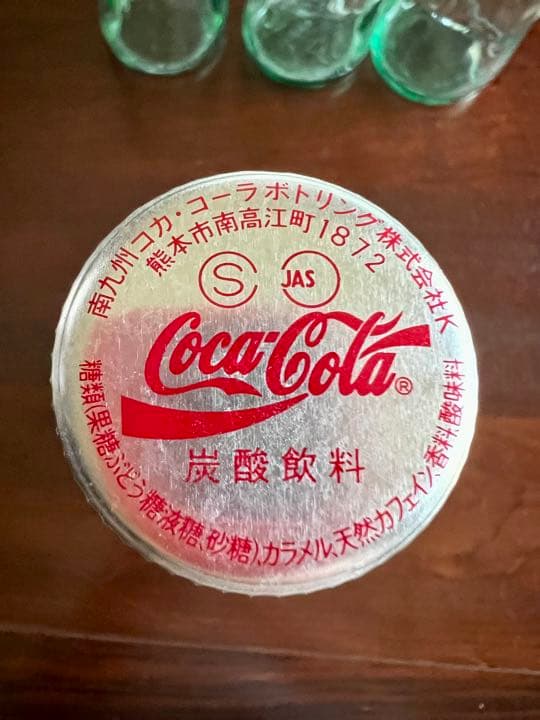 南九州コカ・コーラボトリング株式会社K
熊本市南高江町1872
S JAS
Coca-Cola®
炭酸飲料
糖類(果糖ぶどう糖液糖、砂糖)、カラメル、天然カフェイン、香料、酸味料